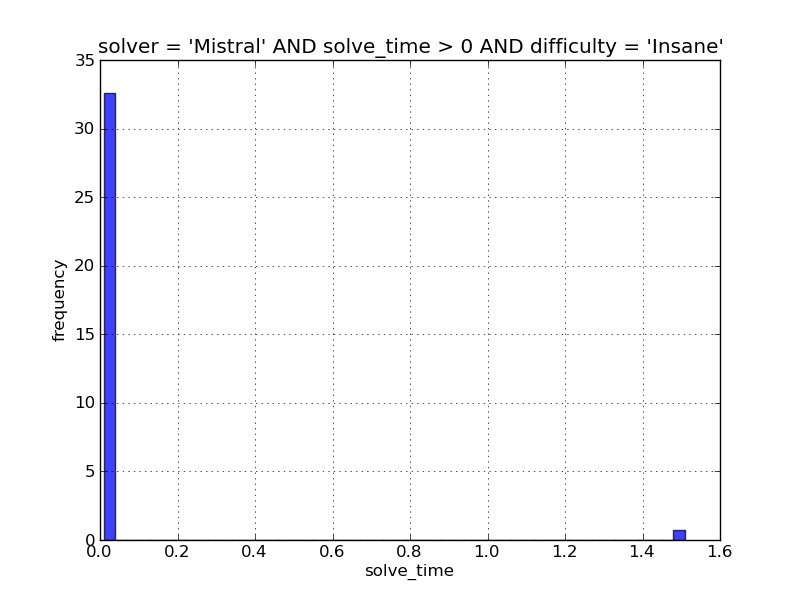 solver = 'Mistral' AND solve_time > 0 AND difficulty = 'Insane'
35
30
25
20
15
10
5
0
frequency
0.0 0.2 0.4 0.6 0.8 1.0 1.2 1.4 1.6
solve_time